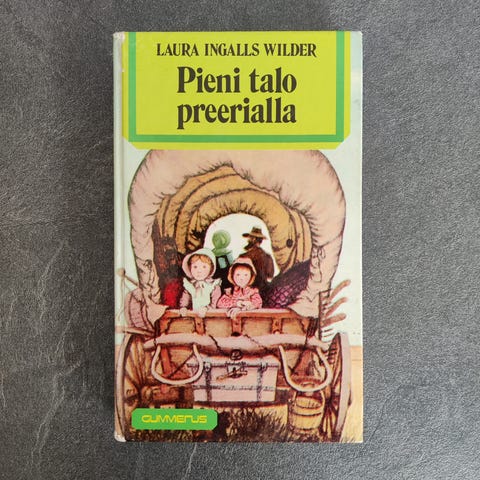 LAURA INGALLS WILDER
Pieni talo
preerialla
GUMMERUS